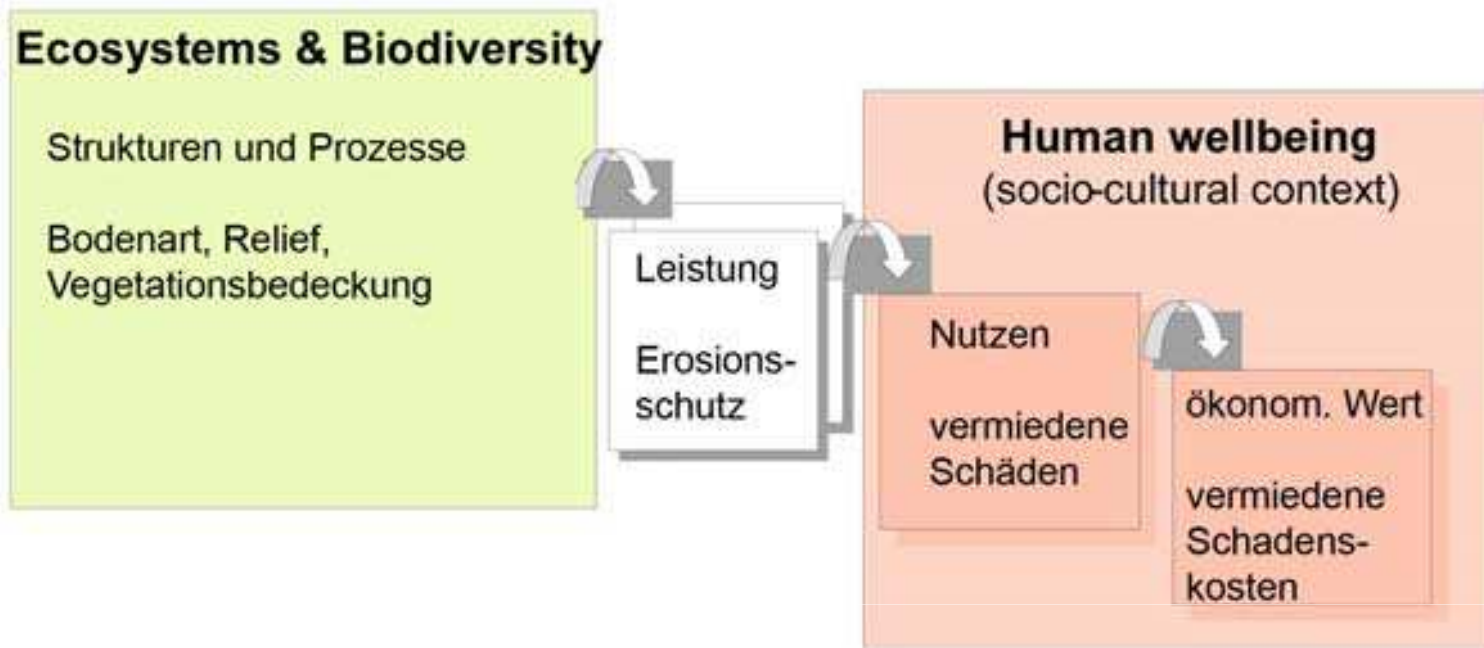 Ecosystems & Biodiversity
Strukturen und Prozesse
Bodenart, Relief,
Vegetationsbedeckung
Leistung
Erosions-
schutz
Human wellbeing
(socio-cultural context)
Nutzen
vermiedene
Schäden
ökonom. Wert
vermiedene
Schadens-
kosten